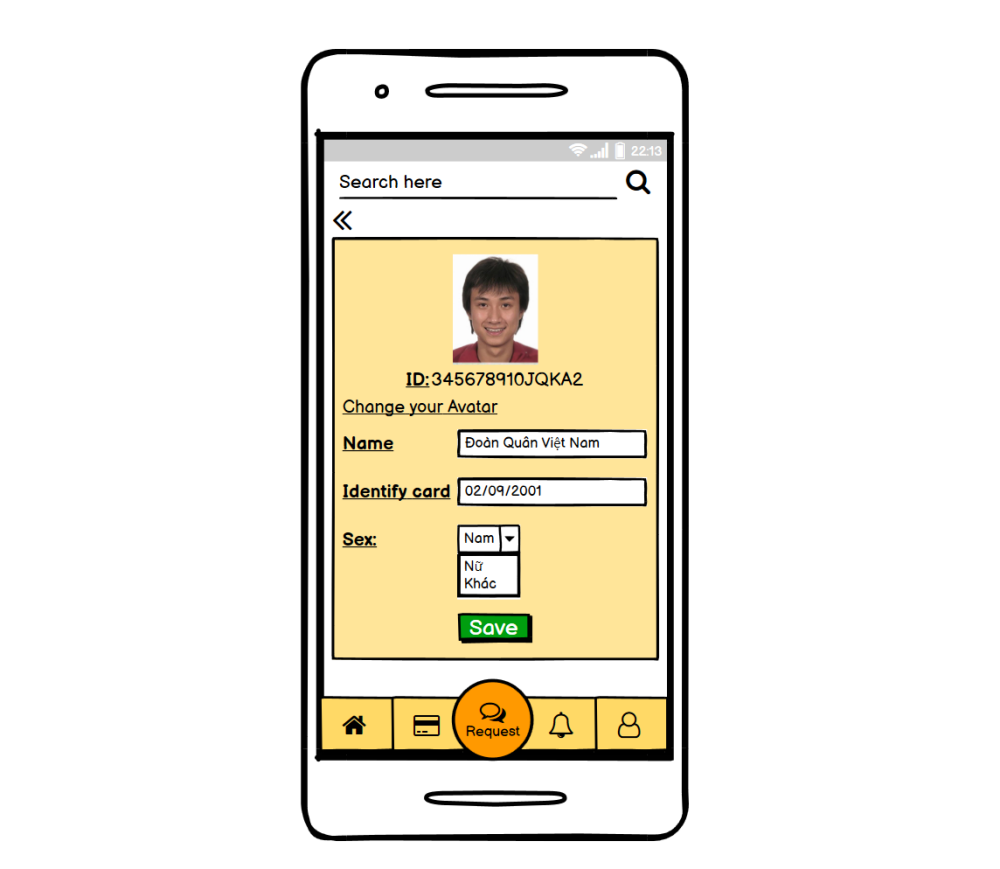 22:13
Search here
ID:345678910JQKA2
Change your Avatar
Name Đoàn Quân Việt Nam
Identify card 02/09/2001
Sex: Nam
Nữ
Khác
Save
Request